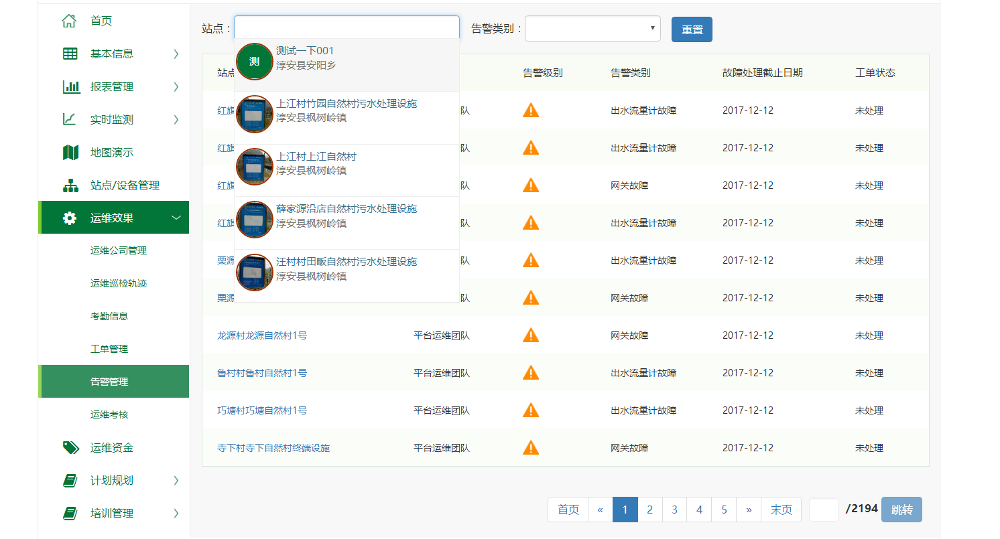 首页
基本信息
报表管理
实时监测
地图演示
站点/设备管理
运维效果
运维公司管理
运维巡检轨迹
考勤信息
工单管理
告警管理
运维考核
运维资金
计划规划
培训管理
站点： 告警类别： ▼ 重置
测
测试一下001
淳安县安阳乡
上江村竹园自然村污水处理设施
淳安县枫树岭镇
上江村上江自然村
淳安县枫树岭镇
薛家源沿店自然村污水处理设施
淳安县枫树岭镇
汪村村田畈自然村污水处理设施
淳安县枫树岭镇
站点 告警级别 告警类别 故障处理截止日期 工单状态
红旗 队 出水流量计故障 2017-12-12 未处理
红旗 队 出水流量计故障 2017-12-12 未处理
红旗 队 网关故障 2017-12-12 未处理
红旗 队 出水流量计故障 2017-12-12 未处理
栗源 队 出水流量计故障 2017-12-12 未处理
栗源 队 网关故障 2017-12-12 未处理
龙源村龙源自然村1号 平台运维团队 网关故障 2017-12-12 未处理
鲁村村鲁村自然村1号 平台运维团队 出水流量计故障 2017-12-12 未处理
巧塘村巧塘自然村1号 平台运维团队 出水流量计故障 2017-12-12 未处理
寺下村寺下自然村终端设施 平台运维团队 网关故障 2017-12-12 未处理
首页 « 1 2 3 4 5 » 末页 /2194 跳转